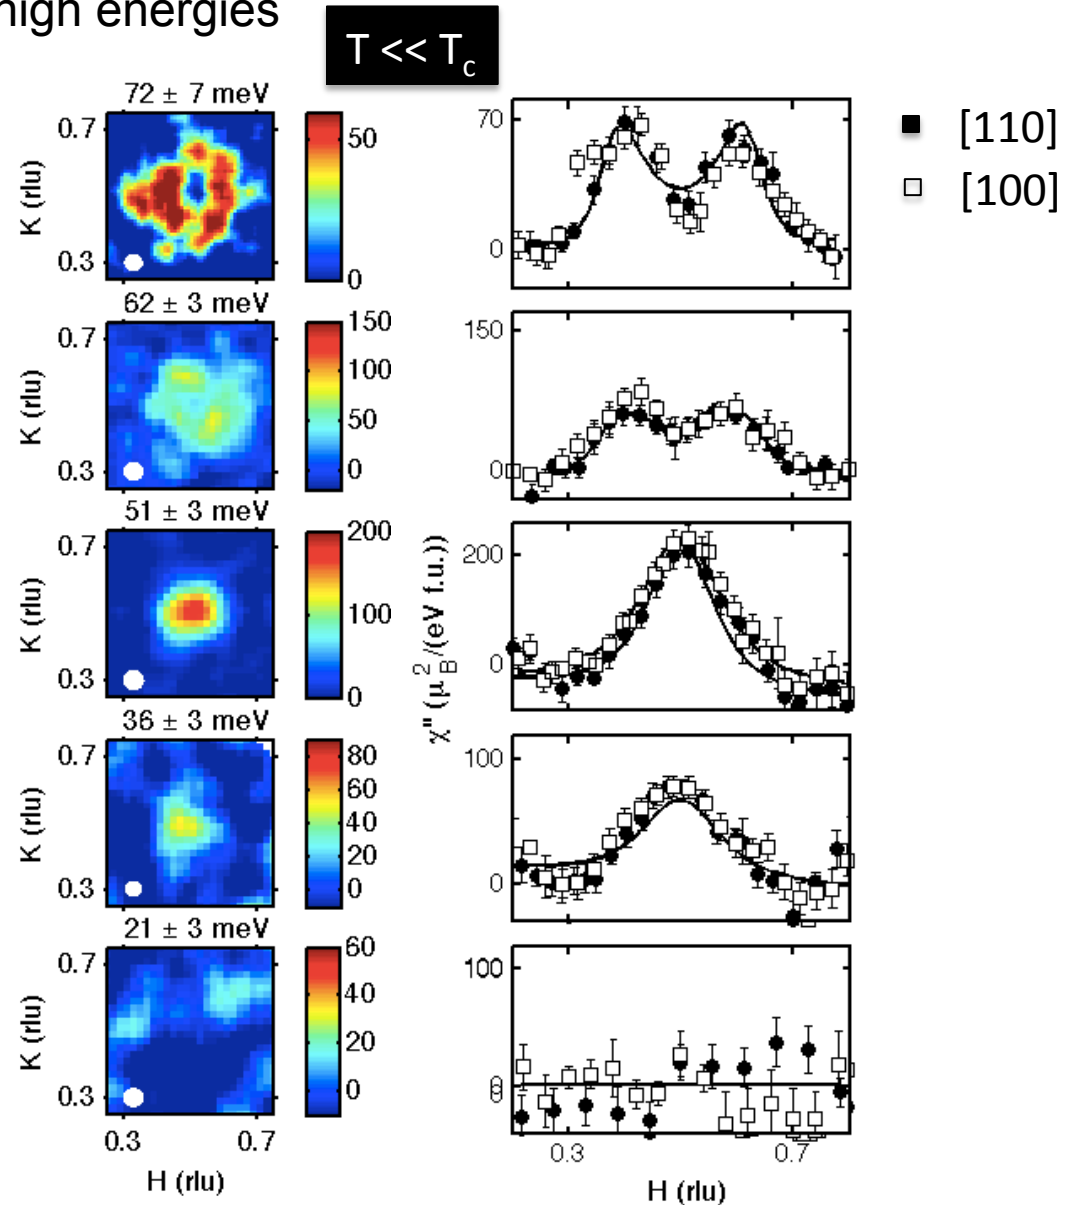 high energies
T << Tc
72 ± 7 meV
0.7
K (rlu)
0.3
50
0
70
0
[110]
[100]
62 ± 3 meV
0.7
K (rlu)
0.3
150
100
50
0
150
0
51 ± 3 meV
0.7
K (rlu)
0.3
200
100
0
χ" (μ_B^2/(eV f.u.))
200
0
36 ± 3 meV
0.7
K (rlu)
0.3
80
60
40
20
0
100
0
21 ± 3 meV
0.7
K (rlu)
0.3
60
40
20
0
100
0
0.3 0.7
H (rlu)
0.3 0.7
H (rlu)